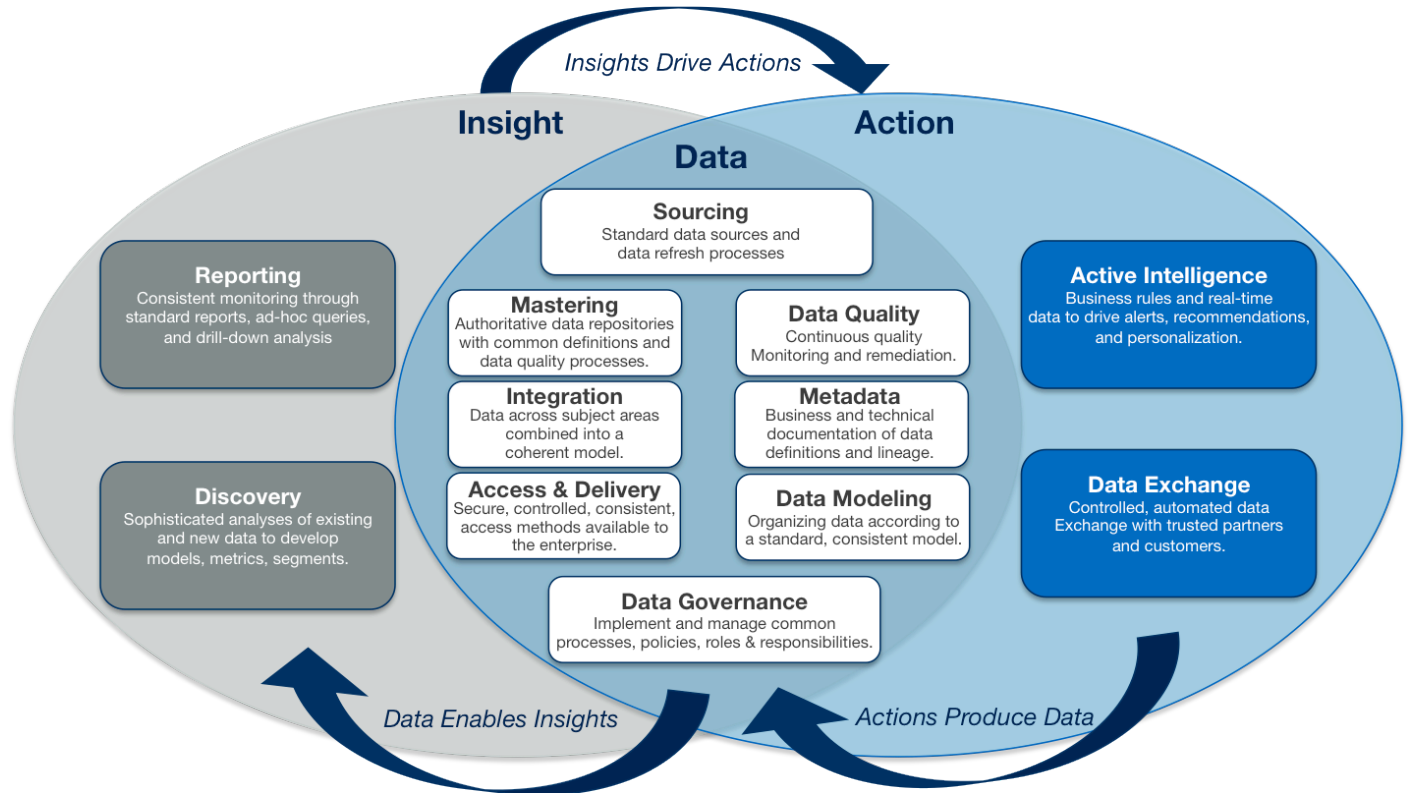 Insights Drive Actions
Insight
Action
Data
Sourcing
Standard data sources and
data refresh processes
Reporting
Consistent monitoring through
standard reports, ad-hoc queries,
and drill-down analysis
Mastering
Authoritative data repositories
with common definitions and
data quality processes.
Data Quality
Continuous quality
Monitoring and remediation.
Active Intelligence
Business rules and real-time
data to drive alerts, recommendations,
and personalization.
Integration
Data across subject areas
combined into a
coherent model.
Metadata
Business and technical
documentation of data
definitions and lineage.
Discovery
Sophisticated analyses of existing
and new data to develop
models, metrics, segments.
Access & Delivery
Secure, controlled, consistent,
access methods available to
the enterprise.
Data Modeling
Organizing data according to
a standard, consistent model.
Data Exchange
Controlled, automated data
Exchange with trusted partners
and customers.
Data Governance
Implement and manage common
processes, policies, roles & responsibilities.
Data Enables Insights
Actions Produce Data